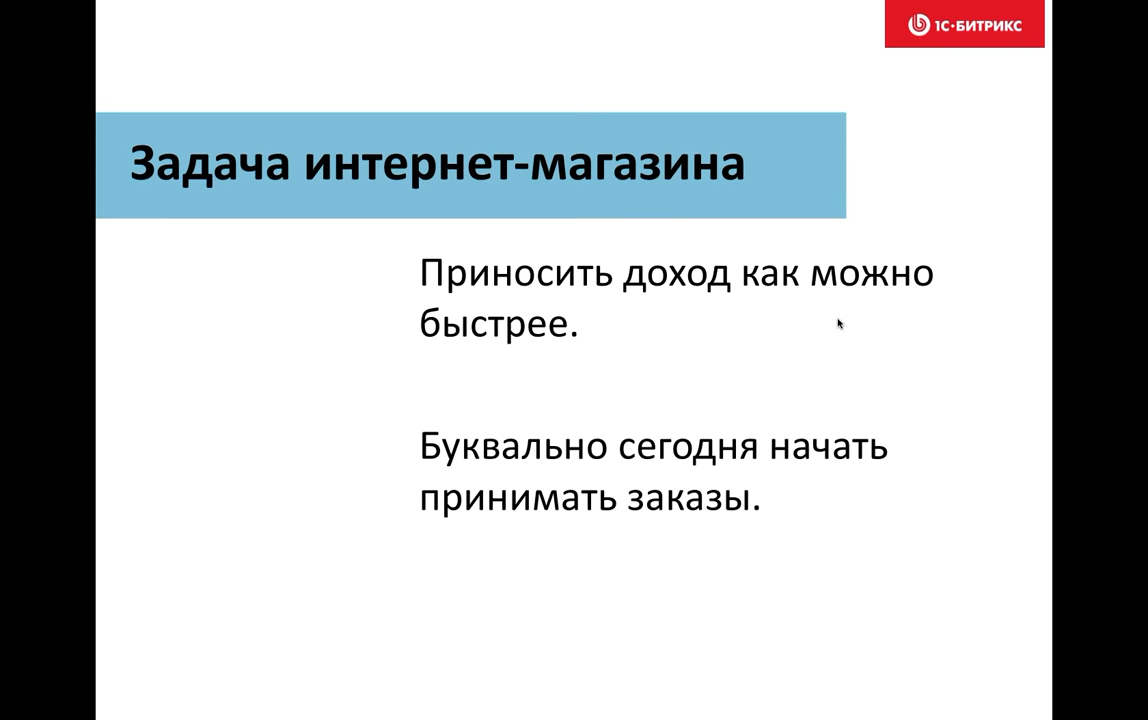 1С·БИТРИКС
Задача интернет-магазина
Приносить доход как можно
быстрее.
Буквально сегодня начать
принимать заказы.